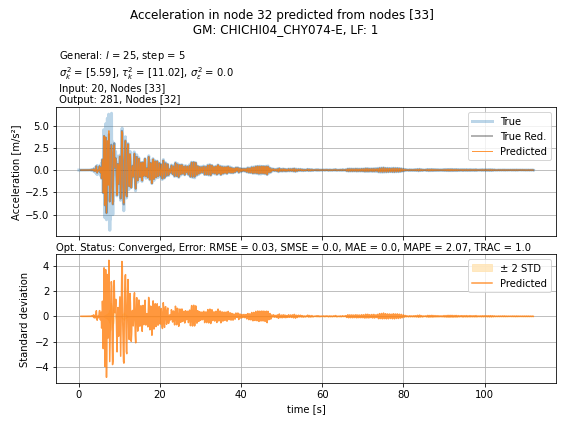 Acceleration in node 32 predicted from nodes [33]
GM: CHICHI04_CHY074-E, LF: 1
General: l = 25, step = 5
σ²ₖ = [5.59], τ²ₖ = [11.02], σ²ε = 0.0
Input: 20, Nodes [33]
Output: 281, Nodes [32]
Acceleration [m/s²]
5.0
2.5
0.0
−2.5
−5.0
True
True Red.
Predicted
Opt. Status: Converged, Error: RMSE = 0.03, SMSE = 0.0, MAE = 0.0, MAPE = 2.07, TRAC = 1.0
Standard deviation
4
2
0
−2
−4
± 2 STD
Predicted
0 20 40 60 80 100
time [s]